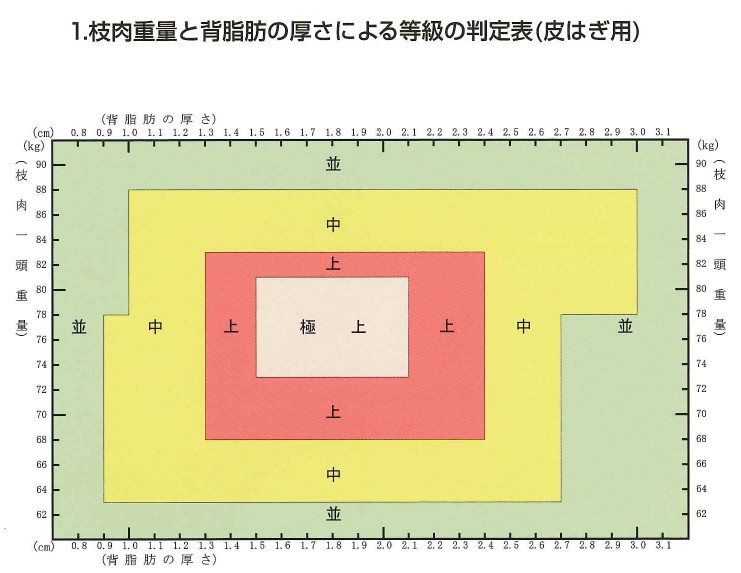 1.枝肉重量と背脂肪の厚さによる等級の判定表(皮はぎ用)
(背脂肪の厚さ)
(cm) 0.8 0.9 1.0 1.1 1.2 1.3 1.4 1.5 1.6 1.7 1.8 1.9 2.0 2.1 2.2 2.3 2.4 2.5 2.6 2.7 2.8 2.9 3.0 3.1
(kg) (kg)
(枝肉一頭重量)
90 並 90
88 88
86 中 86
84 84
82 上 82
80 80
78 78
並 中 上 極上 上 中 並
76 76
74 74
72 72
70 上 70
68 68
66 66
中
64 64
62 並 62
(枝肉一頭重量)
(cm) 0.8 0.9 1.0 1.1 1.2 1.3 1.4 1.5 1.6 1.7 1.8 1.9 2.0 2.1 2.2 2.3 2.4 2.5 2.6 2.7 2.8 2.9 3.0 3.1
(背脂肪の厚さ)